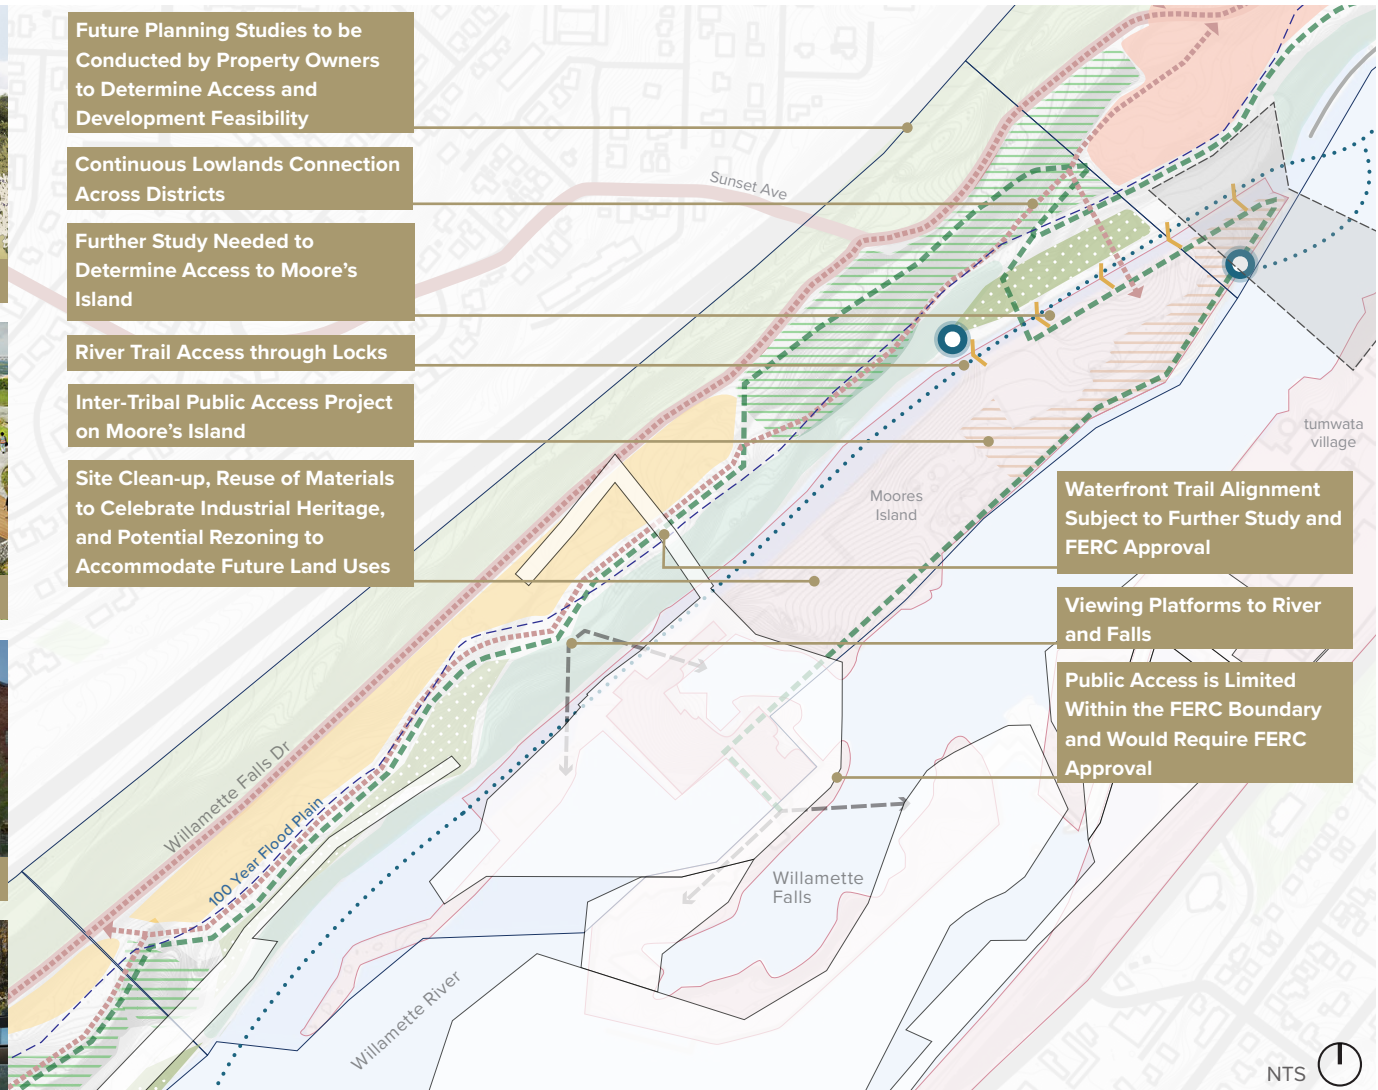 Future Planning Studies to be
Conducted by Property Owners
to Determine Access and
Development Feasibility
Continuous Lowlands Connection
Across Districts
Further Study Needed to
Determine Access to Moore’s
Island
River Trail Access through Locks
Inter-Tribal Public Access Project
on Moore’s Island
Site Clean-up, Reuse of Materials
to Celebrate Industrial Heritage,
and Potential Rezoning to
Accommodate Future Land Uses
Sunset Ave
tumwata
village
Moores
Island
Waterfront Trail Alignment
Subject to Further Study and
FERC Approval
Viewing Platforms to River
and Falls
Public Access is Limited
Within the FERC Boundary
and Would Require FERC
Approval
Willamette Falls Dr
100 Year Flood Plain
Willamette
Falls
Willamette River
NTS